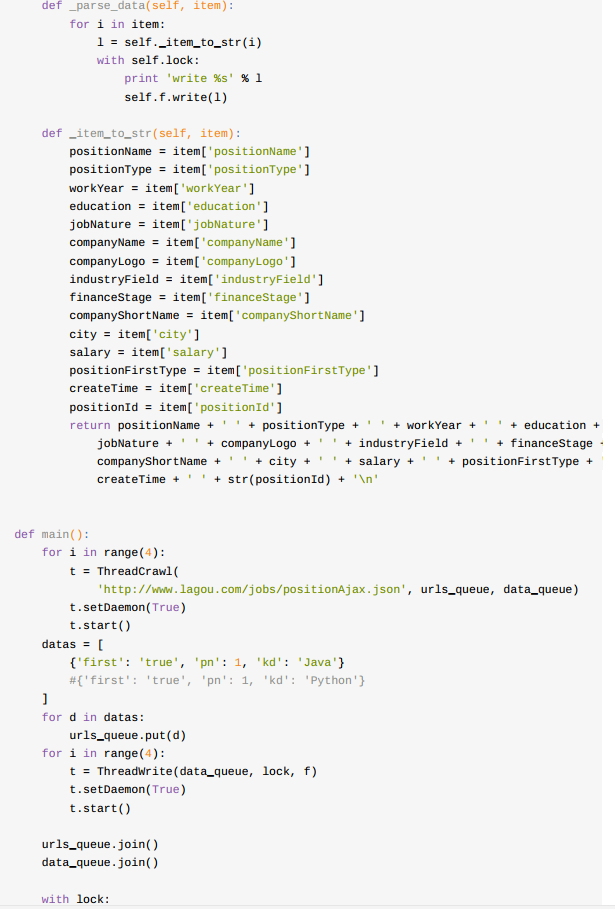 def _parse_data(self, item):
        for i in item:
            l = self._item_to_str(i)
            with self.lock:
                print 'write %s' % l
                self.f.write(l)

    def _item_to_str(self, item):
        positionName = item['positionName']
        positionType = item['positionType']
        workYear = item['workYear']
        education = item['education']
        jobNature = item['jobNature']
        companyName = item['companyName']
        companyLogo = item['companyLogo']
        industryField = item['industryField']
        financeStage = item['financeStage']
        companyShortName = item['companyShortName']
        city = item['city']
        salary = item['salary']
        positionFirstType = item['positionFirstType']
        createTime = item['createTime']
        positionId = item['positionId']
        return positionName + ' ' + positionType + ' ' + workYear + ' ' + education +
            jobNature + ' ' + companyLogo + ' ' + industryField + ' ' + financeStage +
            companyShortName + ' ' + city + ' ' + salary + ' ' + positionFirstType + '
            createTime + ' ' + str(positionId) + '\n'


def main():
    for i in range(4):
        t = ThreadCrawl(
            'http://www.lagou.com/jobs/positionAjax.json', urls_queue, data_queue)
        t.setDaemon(True)
        t.start()
    datas = [
        {'first': 'true', 'pn': 1, 'kd': 'Java'}
        #{'first': 'true', 'pn': 1, 'kd': 'Python'}
    ]
    for d in datas:
        urls_queue.put(d)
    for i in range(4):
        t = ThreadWrite(data_queue, lock, f)
        t.setDaemon(True)
        t.start()

    urls_queue.join()
    data_queue.join()

    with lock: